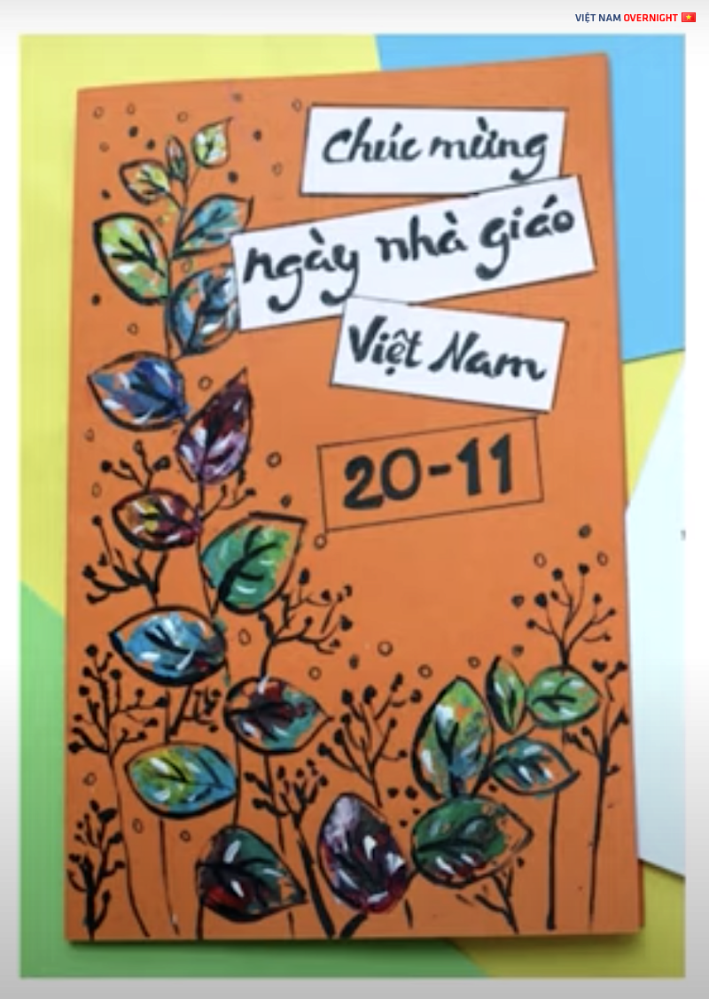 VIỆT NAM OVERNIGHT
Chúc mừng
ngày nhà giáo
Việt Nam
20-11